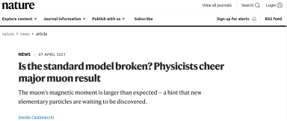 nature
View all journals Search Login
Explore content Journal information Publish with us Subscribe Sign up for alerts RSS feed
nature > news > article
NEWS 07 APRIL 2021
Is the standard model broken? Physicists cheer
major muon result
The muon's magnetic moment is larger than expected — a hint that new
elementary particles are waiting to be discovered.
Davide Castelvecchi